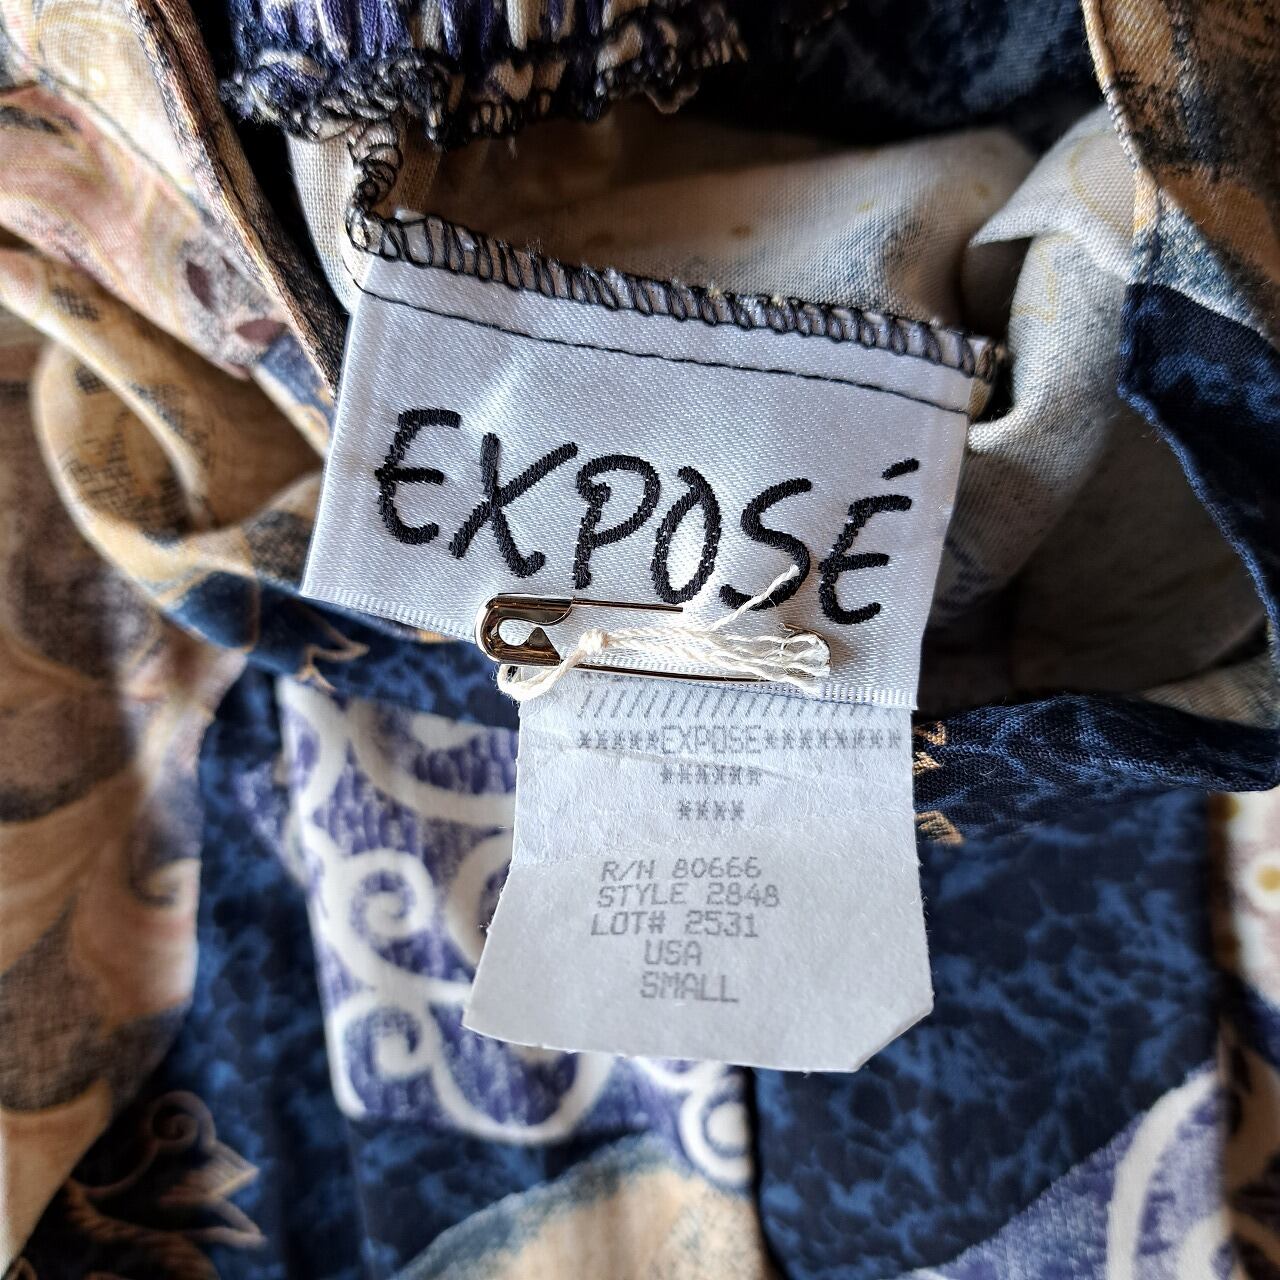 EXPOSÉ
////////////////////
*****EXPOSE********
******
****
R/N 80666
STYLE 2848
LOT# 2531
USA
SMALL